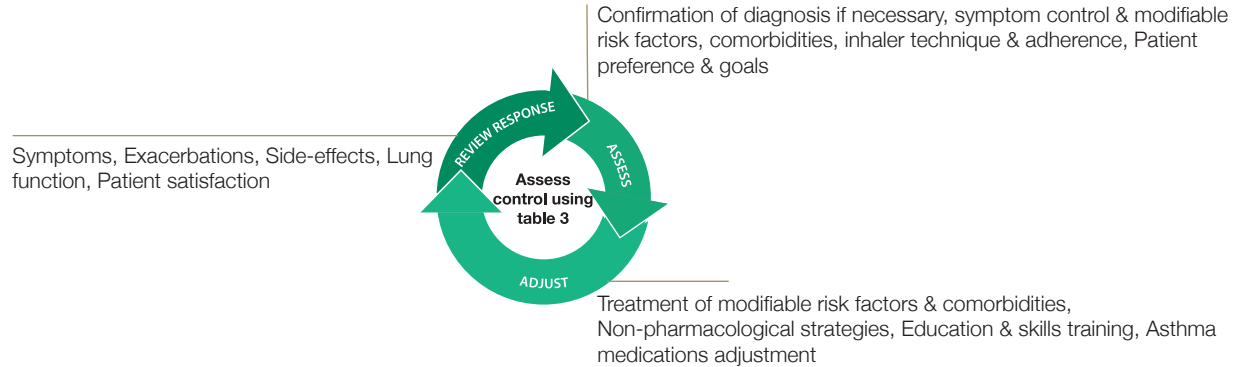 Confirmation of diagnosis if necessary, symptom control & modifiable
risk factors, comorbidities, inhaler technique & adherence, Patient
preference & goals
REVIEW RESPONSE
ASSESS
Symptoms, Exacerbations, Side-effects, Lung
function, Patient satisfaction
Assess
control using
table 3
ADJUST
Treatment of modifiable risk factors & comorbidities,
Non-pharmacological strategies, Education & skills training, Asthma
medications adjustment